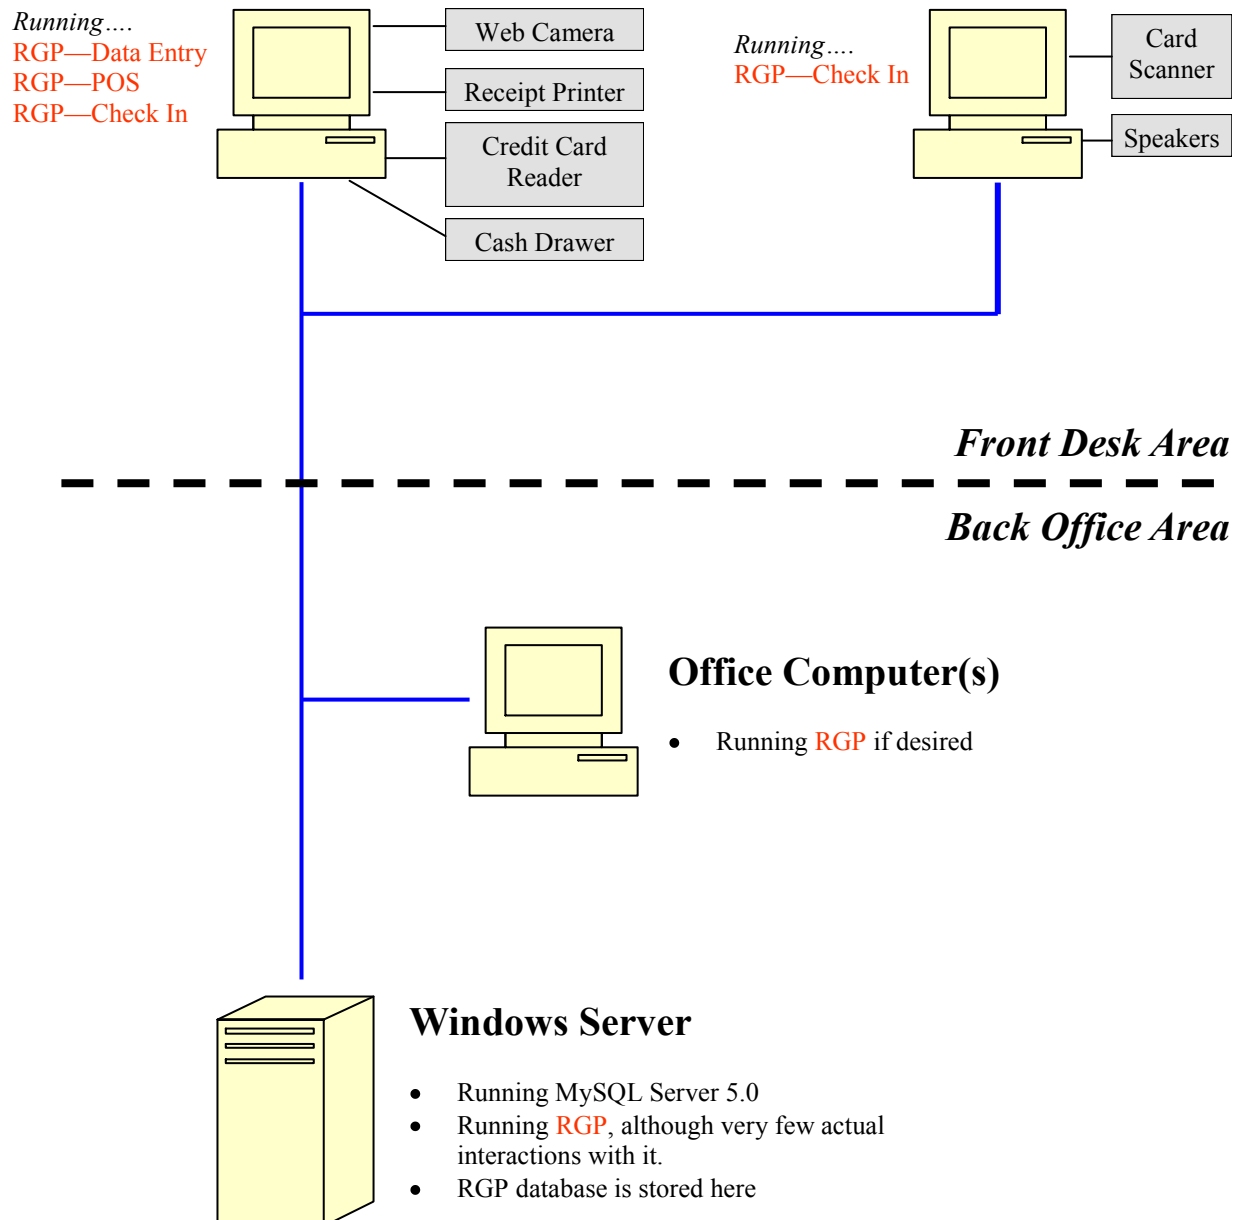 Running....
RGP—Data Entry
RGP—POS
RGP—Check In
Web Camera
Receipt Printer
Credit Card
Reader
Cash Drawer
Running....
RGP—Check In
Card
Scanner
Speakers
Front Desk Area
Back Office Area
Office Computer(s)
• Running RGP if desired
Windows Server
• Running MySQL Server 5.0
• Running RGP, although very few actual
interactions with it.
• RGP database is stored here